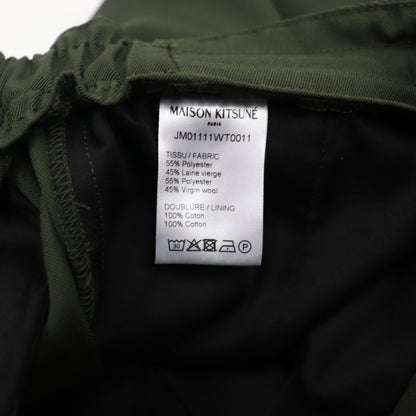 MAISON KITSUNÉ
PARIS
JM01111WT0011
TISSU / FABRIC
55% Polyester
45% Laine vierge
55% Polyester
45% Virgin wool
DOUBLURE / LINING
100% Coton
100% Cotton
30
P